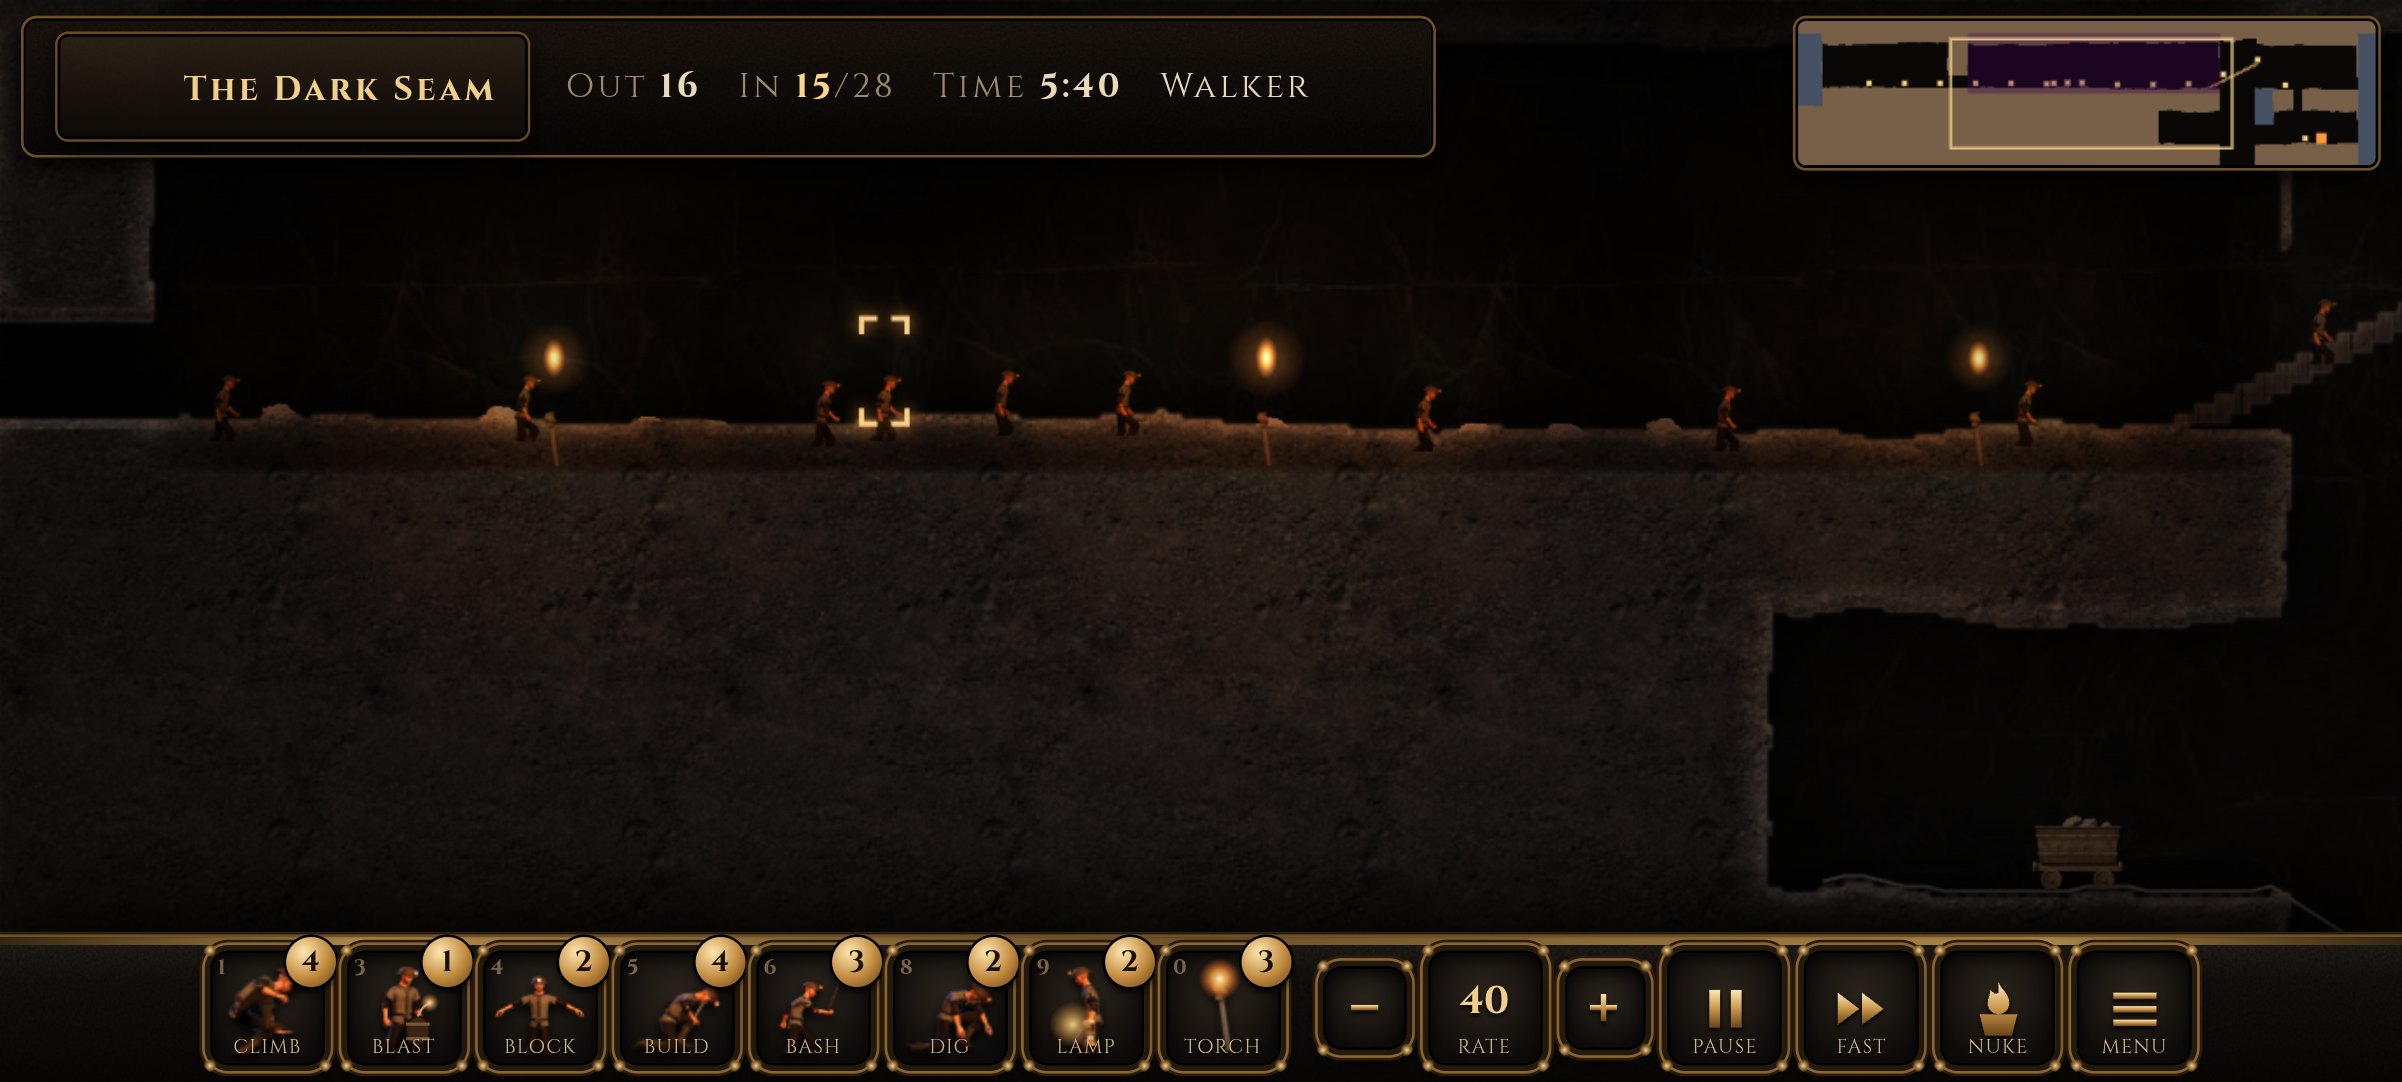 The Dark Seam
Out 16 In 15/28 Time 5:40 Walker
1 4 3 1 4 2 5 4 6 3 8 2 9 2 0 3
40
CLIMB BLAST BLOCK BUILD BASH DIG LAMP TORCH − RATE + PAUSE FAST NUKE MENU